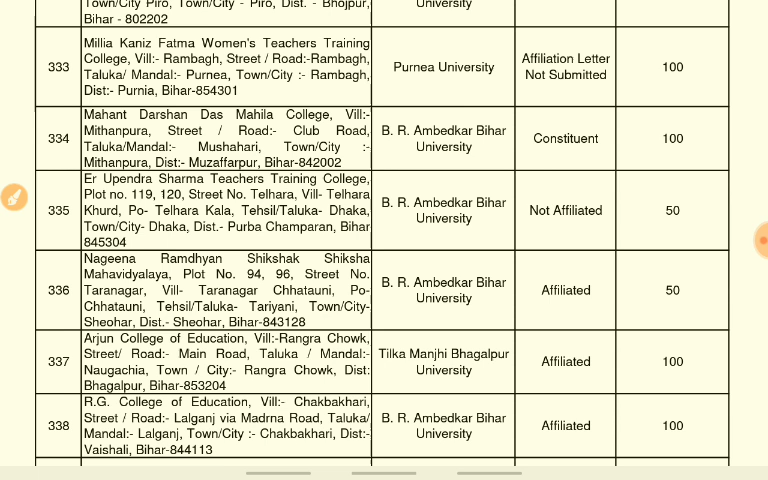 Town/City Piro, Town/City - Piro, Dist. - Bhojpur,
Bihar - 802202
University
333
Millia Kaniz Fatma Women's Teachers Training
College, Vill:- Rambagh, Street / Road:-Rambagh,
Taluka/ Mandal:- Purnea, Town/City :- Rambagh,
Dist:- Purnia, Bihar-854301
Purnea University
Affiliation Letter
Not Submitted
100
334
Mahant Darshan Das Mahila College, Vill:-
Mithanpura, Street / Road:- Club Road,
Taluka/Mandal:- Mushahari, Town/City :-
Mithanpura, Dist:- Muzaffarpur, Bihar-842002
B. R. Ambedkar Bihar
University
Constituent
100
335
Er Upendra Sharma Teachers Training College,
Plot no. 119, 120, Street No. Telhara, Vill- Telhara
Khurd, Po- Telhara Kala, Tehsil/Taluka- Dhaka,
Town/City- Dhaka, Dist.- Purba Champaran, Bihar
845304
B. R. Ambedkar Bihar
University
Not Affiliated
50
336
Nageena Ramdhyan Shikshak Shiksha
Mahavidyalaya, Plot No. 94, 96, Street No.
Taranagar, Vill- Taranagar Chhatauni, Po-
Chhatauni, Tehsil/Taluka- Tariyani, Town/City-
Sheohar, Dist.- Sheohar, Bihar-843128
B. R. Ambedkar Bihar
University
Affiliated
50
337
Arjun College of Education, Vill:-Rangra Chowk,
Street/ Road:- Main Road, Taluka / Mandal:-
Naugachia, Town / City:- Rangra Chowk, Dist:
Bhagalpur, Bihar-853204
Tilka Manjhi Bhagalpur
University
Affiliated
100
338
R.G. College of Education, Vill:- Chakbakhari,
Street / Road:- Lalganj via Madrna Road, Taluka/
Mandal:- Lalganj, Town/City :- Chakbakhari, Dist:-
Vaishali, Bihar-844113
B. R. Ambedkar Bihar
University
Affiliated
100